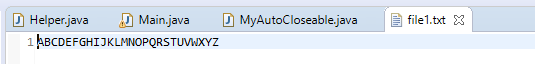 Helper.java Main.java MyAutoCloseable.java file1.txt
1 ABCDEFGHIJKLMNOPQRSTUVWXYZ